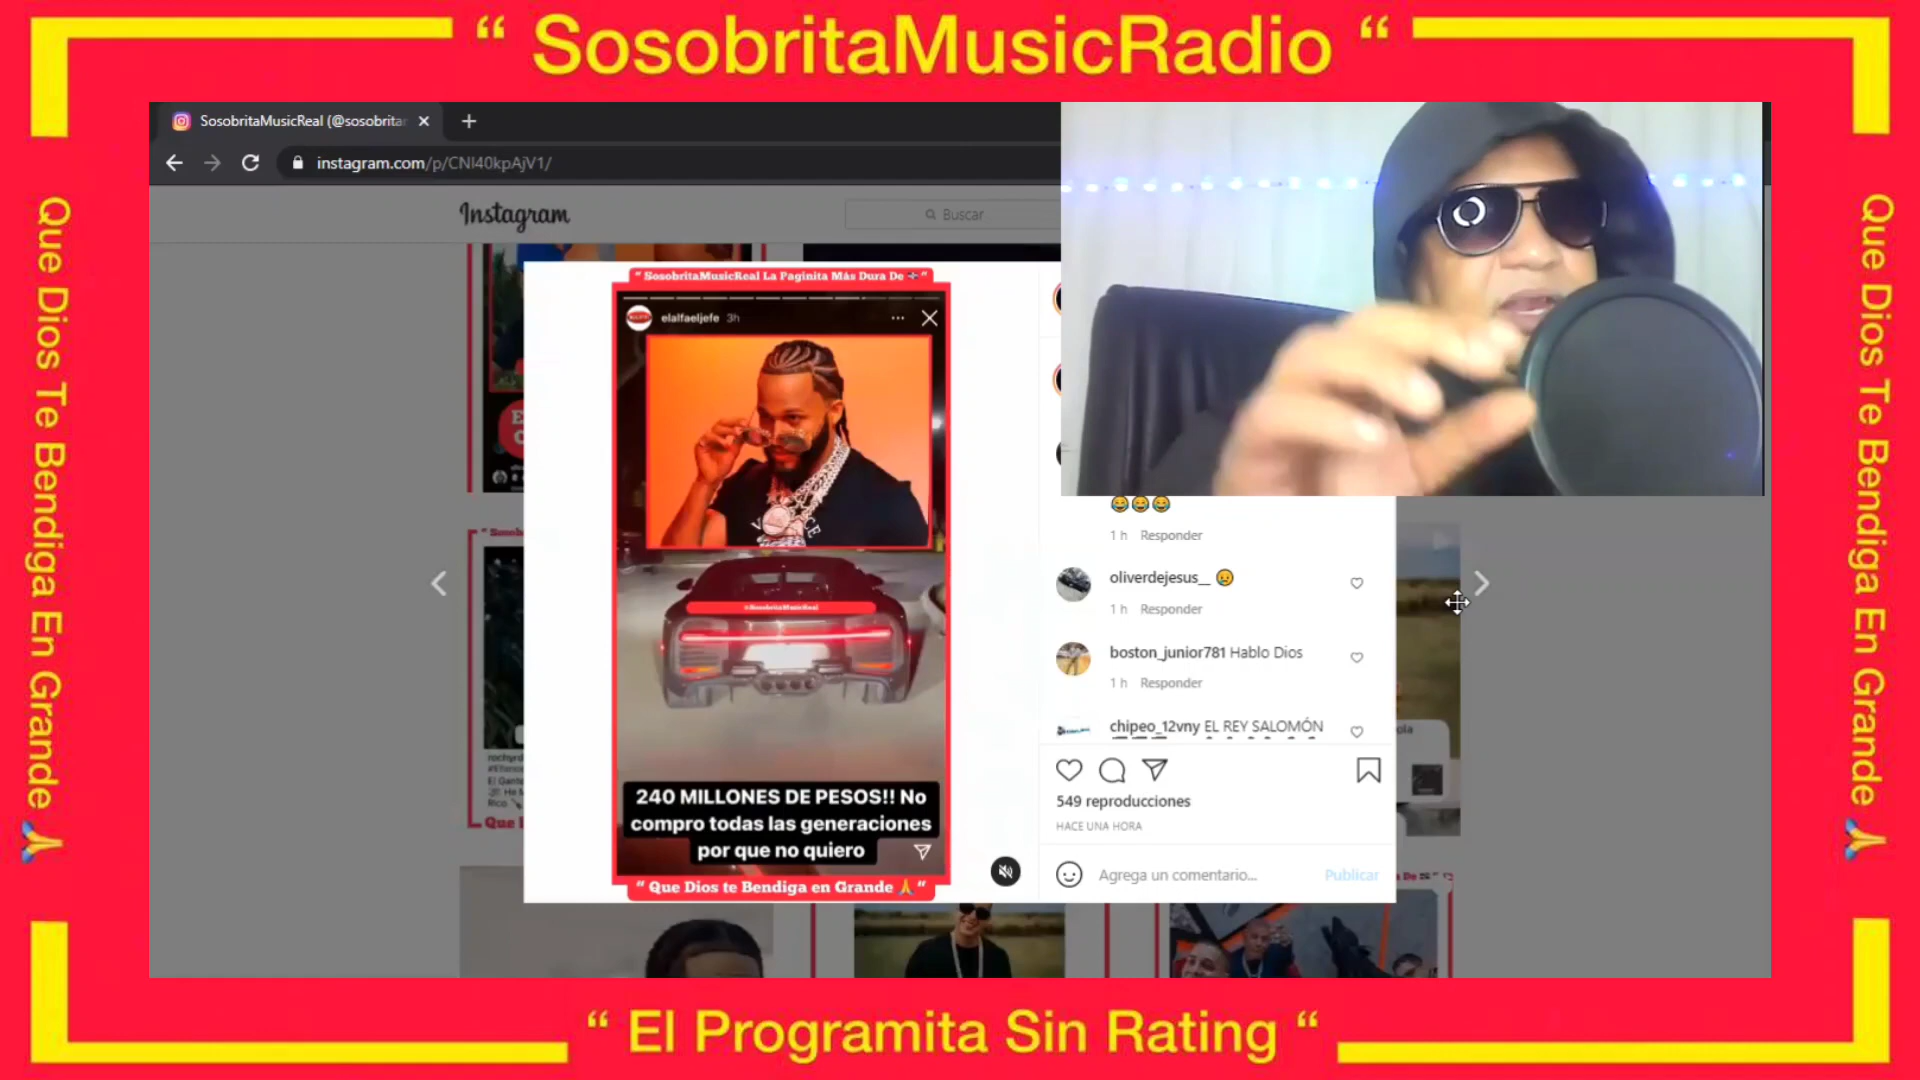 “ SosobritaMusicRadio “
SosobritaMusicReal (@sosobrita
instagram.com/p/CNl40kpAjV1/
Instagram
Buscar
Que Dios Te Bendiga En Grande 🙏
Que Dios Te Bendiga En Grande 🙏
" SosobritaMusicReal La Paginita Más Dura De 🇩🇴 "
elalfaeljefe 3h
@SosobritaMusicReal
240 MILLONES DE PESOS!! No
compro todas las generaciones
por que no quiero
" Que Dios te Bendiga en Grande 🙏 "
😂😂😂
1 h Responder
oliverdejesus__ 😢
1 h Responder
boston_junior781 Hablo Dios
1 h Responder
chipeo_12vny EL REY SALOMÓN
549 reproducciones
HACE UNA HORA
Agrega un comentario...
Publicar
“ El Programita Sin Rating “